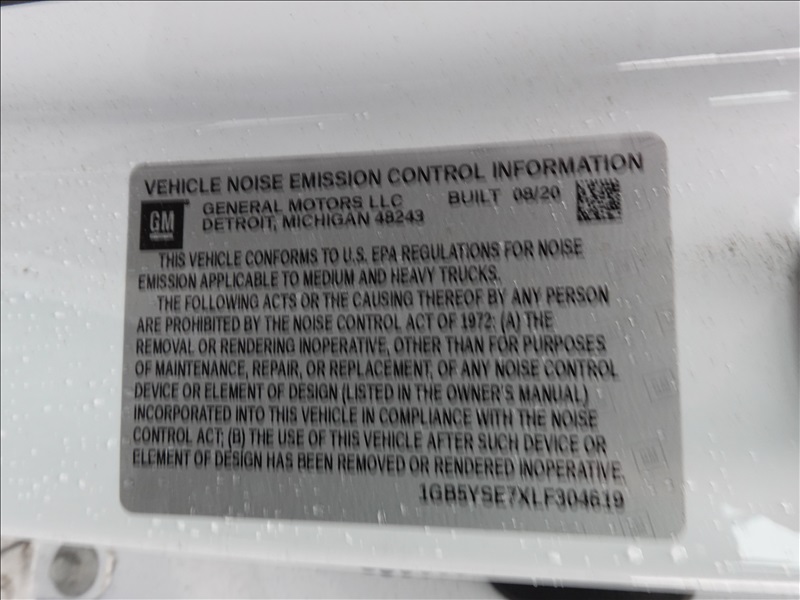 VEHICLE NOISE EMISSION CONTROL INFORMATION
GM
GENERAL MOTORS LLC BUILT 08/20
DETROIT, MICHIGAN 48243
THIS VEHICLE CONFORMS TO U.S. EPA REGULATIONS FOR NOISE
EMISSION APPLICABLE TO MEDIUM AND HEAVY TRUCKS.
THE FOLLOWING ACTS OR THE CAUSING THEREOF BY ANY PERSON
ARE PROHIBITED BY THE NOISE CONTROL ACT OF 1972: (A) THE
REMOVAL OR RENDERING INOPERATIVE, OTHER THAN FOR PURPOSES
OF MAINTENANCE, REPAIR, OR REPLACEMENT, OF ANY NOISE CONTROL
DEVICE OR ELEMENT OF DESIGN (LISTED IN THE OWNER'S MANUAL)
INCORPORATED INTO THIS VEHICLE IN COMPLIANCE WITH THE NOISE
CONTROL ACT; (B) THE USE OF THIS VEHICLE AFTER SUCH DEVICE OR
ELEMENT OF DESIGN HAS BEEN REMOVED OR RENDERED INOPERATIVE.
1GB5YSE7XLF304619